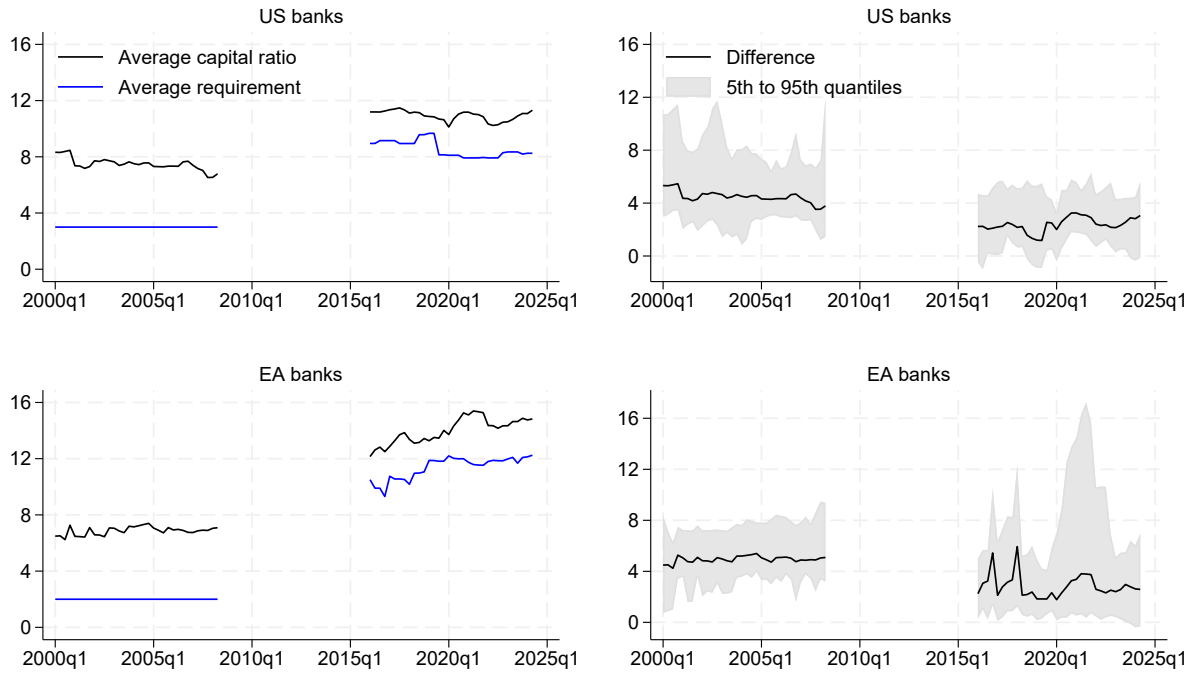 US banks
16
12
8
4
0
Average capital ratio
Average requirement
2000q1 2005q1 2010q1 2015q1 2020q1 2025q1
US banks
16
12
8
4
0
Difference
5th to 95th quantiles
2000q1 2005q1 2010q1 2015q1 2020q1 2025q1
EA banks
16
12
8
4
0
2000q1 2005q1 2010q1 2015q1 2020q1 2025q1
EA banks
16
12
8
4
0
2000q1 2005q1 2010q1 2015q1 2020q1 2025q1